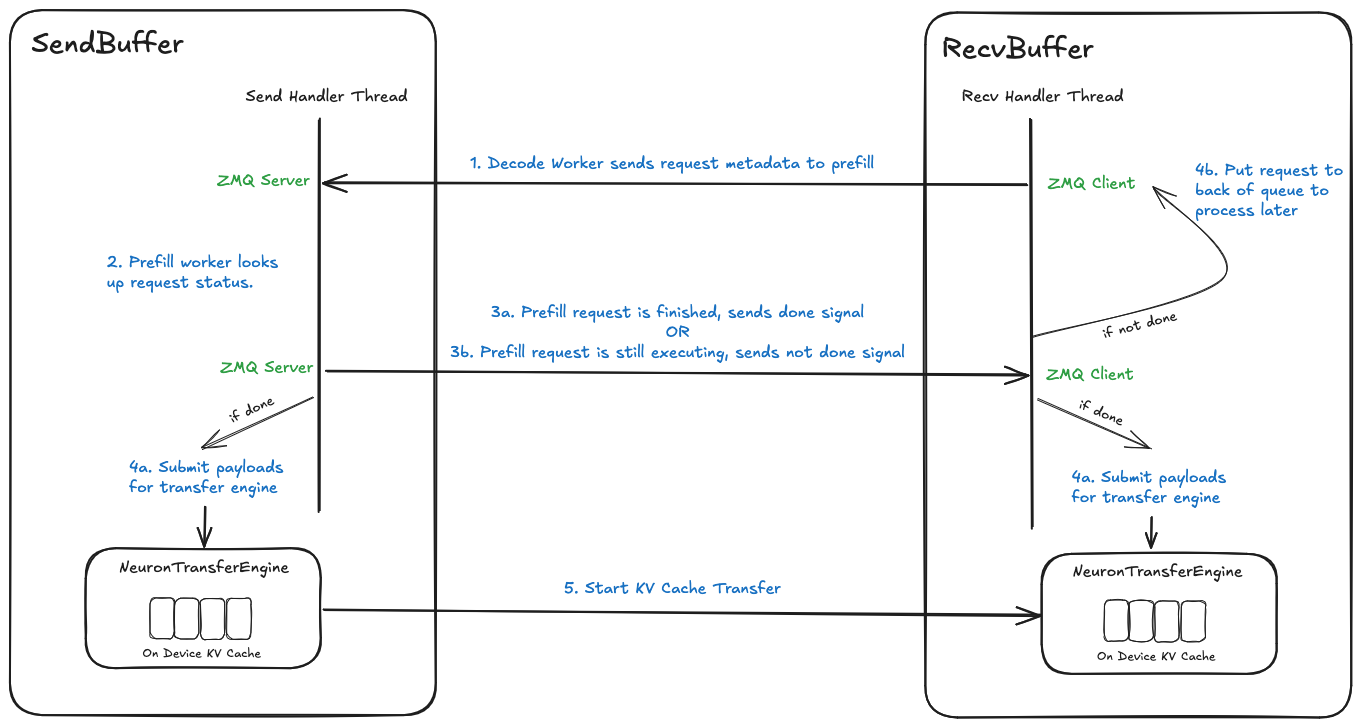 SendBuffer
RecvBuffer
Send Handler Thread
Recv Handler Thread
1. Decode Worker sends request metadata to prefill
ZMQ Server
ZMQ Client
4b. Put request to
back of queue to
process later
2. Prefill worker looks
up request status.
3a. Prefill request is finished, sends done signal
OR
3b. Prefill request is still executing, sends not done signal
if not done
ZMQ Server
ZMQ Client
if done
if done
4a. Submit payloads
for transfer engine
4a. Submit payloads
for transfer engine
NeuronTransferEngine
On Device KV Cache
5. Start KV Cache Transfer
NeuronTransferEngine
On Device KV Cache